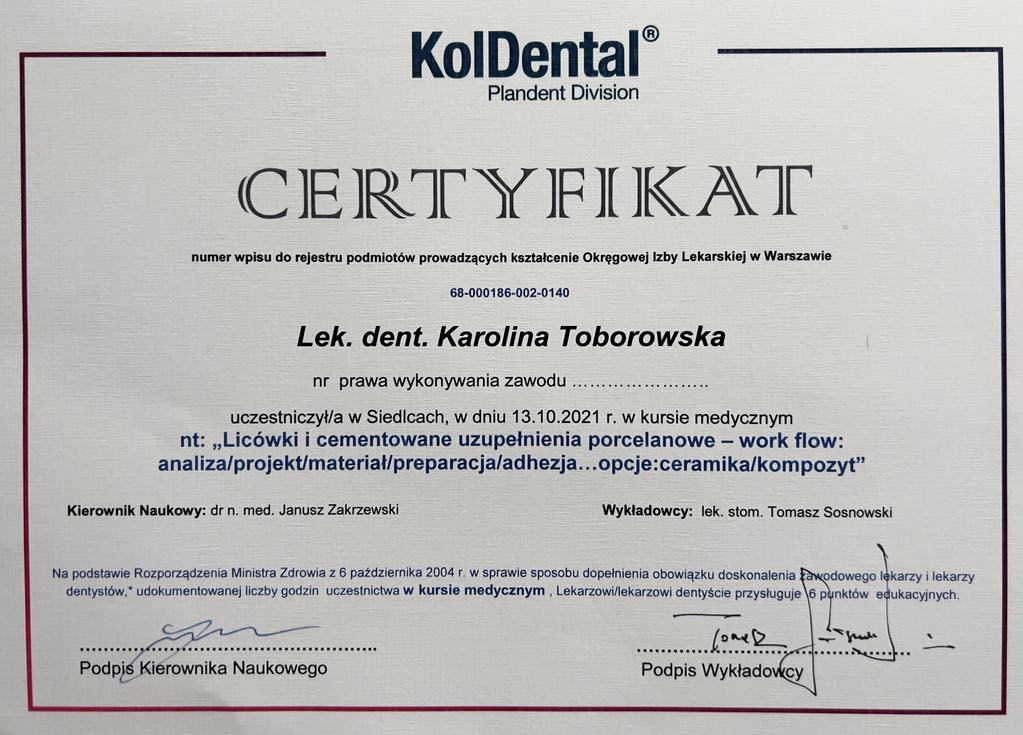 KolDental®
Plandent Division
CERTYFIKAT
numer wpisu do rejestru podmiotów prowadzących kształcenie Okręgowej Izby Lekarskiej w Warszawie
68-000186-002-0140
Lek. dent. Karolina Toborowska
nr prawa wykonywania zawodu …………………..
uczestniczył/a w Siedlcach, w dniu 13.10.2021 r. w kursie medycznym
nt: „Licówki i cementowane uzupełnienia porcelanowe – work flow:
analiza/projekt/materiał/preparacja/adhezja...opcje:ceramika/kompozyt”
Kierownik Naukowy: dr n. med. Janusz Zakrzewski
Wykładowcy: lek. stom. Tomasz Sosnowski
Na podstawie Rozporządzenia Ministra Zdrowia z 6 października 2004 r. w sprawie sposobu dopełnienia obowiązku doskonalenia zawodowego lekarzy i lekarzy
dentystów,* udokumentowanej liczby godzin uczestnictwa w kursie medycznym , Lekarzowi/lekarzowi dentyście przysługuje 6 punktów edukacyjnych.
Podpis Kierownika Naukowego
Podpis Wykładowcy